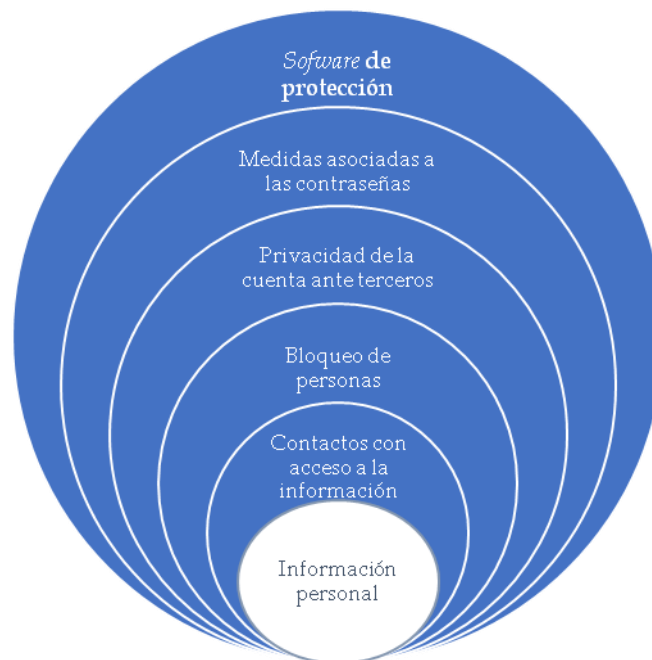 Sofware de
protección
Medidas asociadas a
las contraseñas
Privacidad de la
cuenta ante terceros
Bloqueo de
personas
Contactos con
acceso a la
información
Información
personal